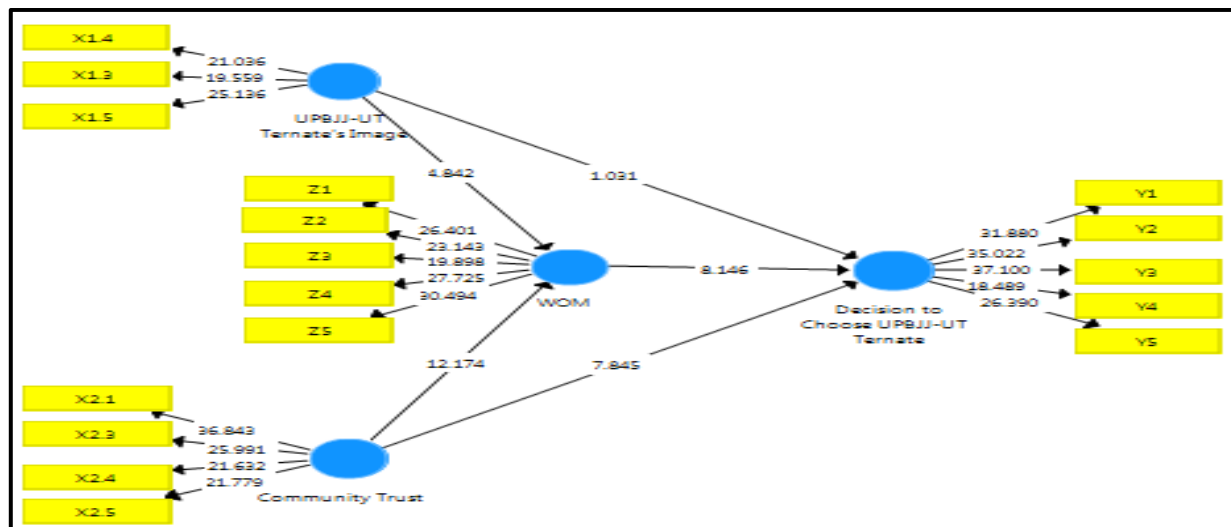 X1.4
21.036
X1.3
19.559
X1.5
25.136
UPBJJ-UT
Ternate's Image
4.842
1.031
Z1
26.401
Z2
23.143
Z3
19.898
Z4
27.725
Z5
30.494
WOM
8.146
Y1
31.880
Y2
35.022
Y3
37.100
Y4
18.489
Y5
26.390
Decision to
Choose UPBJJ-UT
Ternate
12.174
7.845
X2.1
36.843
X2.3
25.991
X2.4
21.632
X2.5
21.779
Community Trust